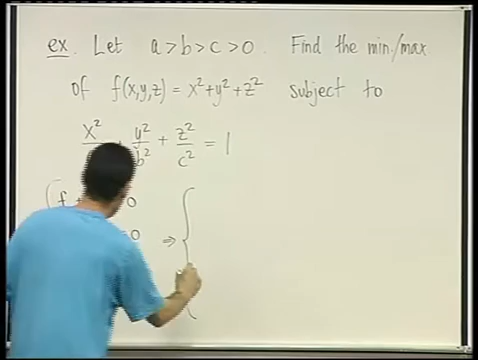 ex. Let a > b > c > 0. Find the min./max
of f(x,y,z) = x² + y² + z² subject to
x² + y²/b² + z²/c² = 1
f 0
0 ⇒ {